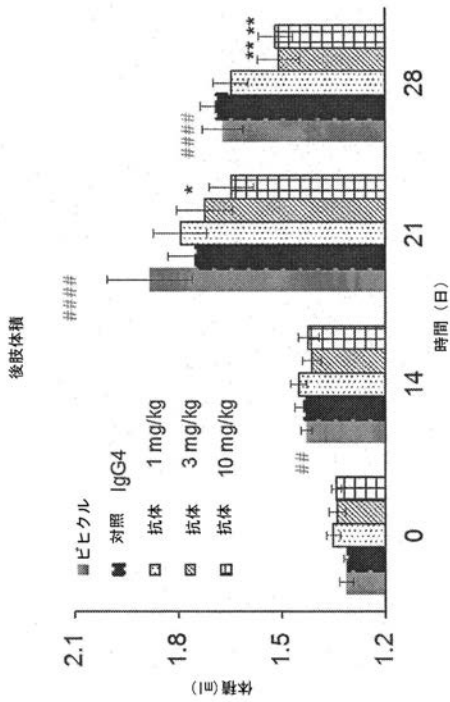 後肢体積
ビヒクル
対照 IgG4
抗体 1 mg/kg
抗体 3 mg/kg
抗体 10 mg/kg
体積(ml)
2.1
1.8
1.5
1.2
##
####
*
####
** **
0
14
21
28
時間(日)